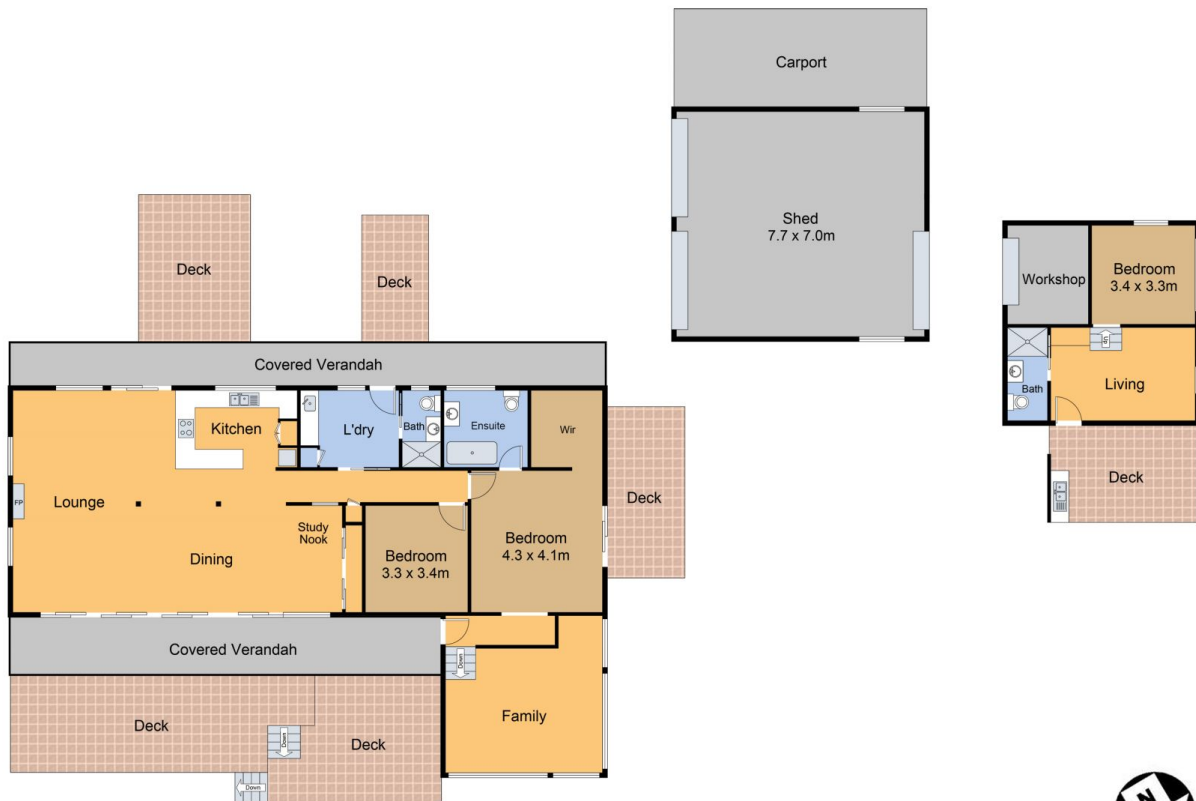 Carport
Shed
7.7 x 7.0m
Deck
Deck
Workshop
Bedroom
3.4 x 3.3m
Up
Bath
Living
Deck
Covered Verandah
Kitchen
L'dry
Bath
Ensuite
Wir
FP
Lounge
Study
Nook
Dining
Bedroom
3.3 x 3.4m
Bedroom
4.3 x 4.1m
Deck
Covered Verandah
Down
Family
Deck
Down
Deck
Down
N